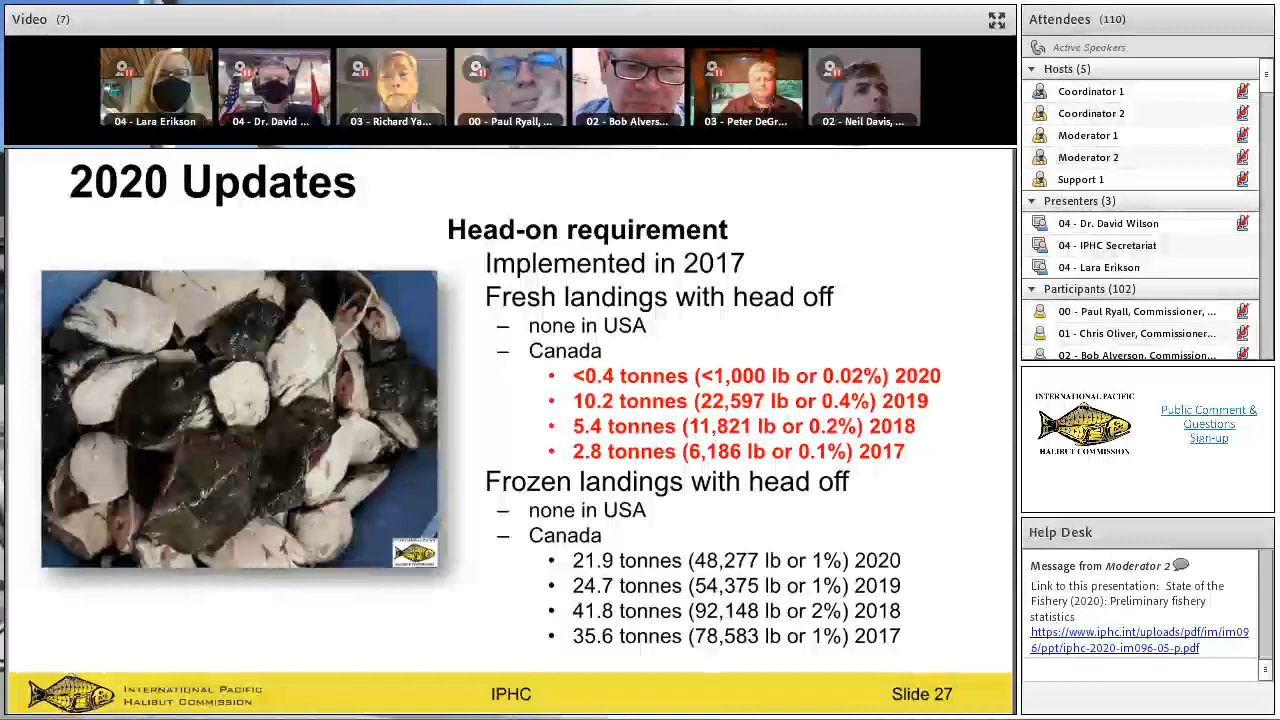 Video (7)
04 - Lara Erikson
04 - Dr. David ...
03 - Richard Ya...
00 - Paul Ryall, ...
02 - Bob Alvers...
03 - Peter DeGr...
02 - Neil Davis, ...
2020 Updates
Head-on requirement
Implemented in 2017
Fresh landings with head off
– none in USA
– Canada
• <0.4 tonnes (<1,000 lb or 0.02%) 2020
• 10.2 tonnes (22,597 lb or 0.4%) 2019
• 5.4 tonnes (11,821 lb or 0.2%) 2018
• 2.8 tonnes (6,186 lb or 0.1%) 2017
Frozen landings with head off
– none in USA
– Canada
• 21.9 tonnes (48,277 lb or 1%) 2020
• 24.7 tonnes (54,375 lb or 1%) 2019
• 41.8 tonnes (92,148 lb or 2%) 2018
• 35.6 tonnes (78,583 lb or 1%) 2017
INTERNATIONAL PACIFIC
HALIBUT COMMISSION
IPHC
Slide 27
Attendees (110)
Active Speakers
Hosts (5)
Coordinator 1
Coordinator 2
Moderator 1
Moderator 2
Support 1
Presenters (3)
04 - Dr. David Wilson
04 - IPHC Secretariat
04 - Lara Erikson
Participants (102)
00 - Paul Ryall, Commissioner, ...
01 - Chris Oliver, Commissioner...
02 - Bob Alverson, Commission...
INTERNATIONAL PACIFIC
HALIBUT COMMISSION
Public Comment &
Questions
Sign-up
Help Desk
Message from Moderator 2
Link to this presentation: State of the
Fishery (2020): Preliminary fishery
statistics
https://www.iphc.int/uploads/pdf/im/im09
6/ppt/iphc-2020-im096-05-p.pdf